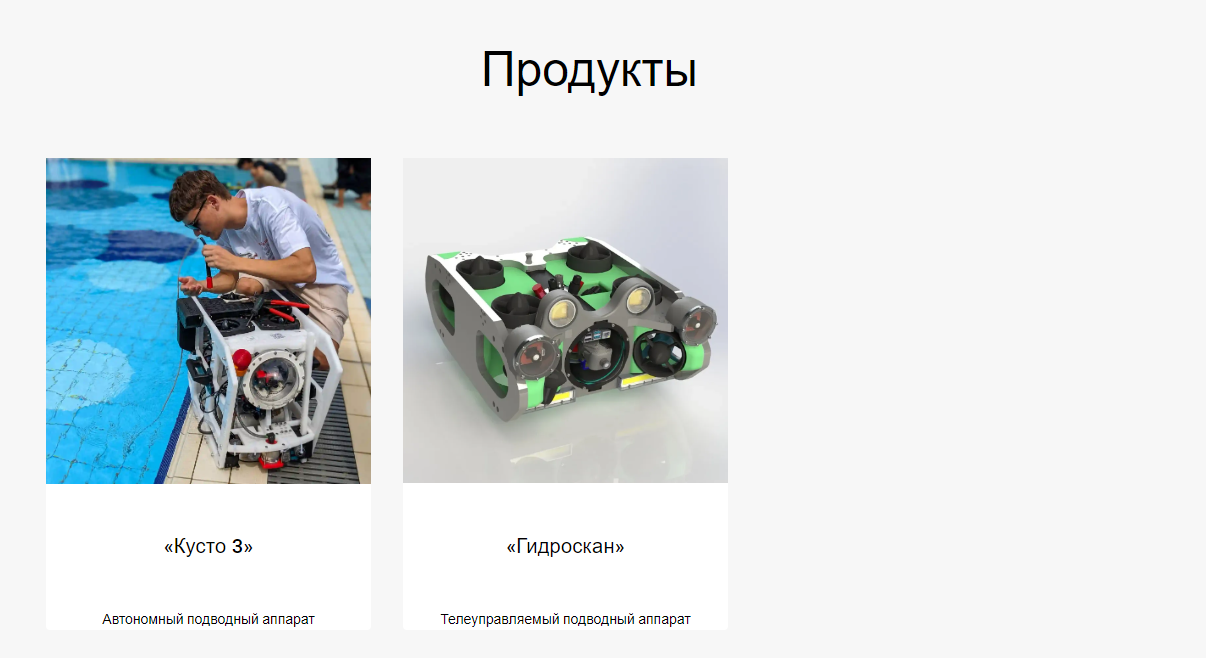 Продукты
«Кусто 3»
«Гидроскан»
Автономный подводный аппарат
Телеуправляемый подводный аппарат